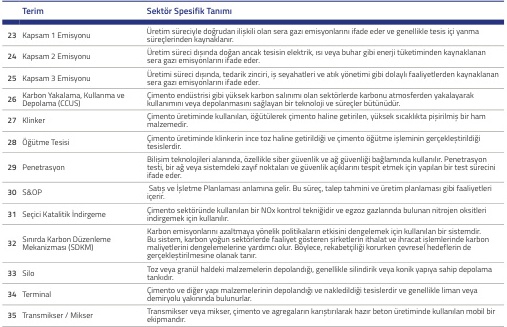 Terim Sektör Spesifik Tanımı
23 Kapsam 1 Emisyonu Üretim süreciyle doğrudan ilişkili olan sera gazı emisyonlarını ifade eder ve genellikle tesis içi yanma
süreçlerinden kaynaklanır.
24 Kapsam 2 Emisyonu Üretim süreci dışında doğan ancak tesisin elektrik, ısı veya buhar gibi enerji tüketiminden kaynaklanan
sera gazı emisyonlarını ifade eder.
25 Kapsam 3 Emisyonu Üretimi süreci dışında, tedarik zinciri, iş seyahatleri ve atık yönetimi gibi dolaylı faaliyetlerden kaynaklanan
sera gazı emisyonlarını ifade eder.
26 Karbon Yakalama, Kullanma ve Depolama (CCUS) Çimento endüstrisi gibi yüksek karbon salınımı olan sektörlerde karbonu atmosferden yakalayarak
kullanımını veya depolanmasını sağlayan bir teknoloji ve süreçler bütünüdür.
27 Klinker Çimento üretiminde kullanılan, öğütülerek çimento haline getirilen, yüksek sıcaklıkta pişirilmiş bir ham
malzemedir.
28 Öğütme Tesisi Çimento üretiminde klinkerin ince toz haline getirildiği ve çimento öğütme işleminin gerçekleştirildiği
tesislerdir.
29 Penetrasyon Bilişim teknolojileri alanında, özellikle siber güvenlik ve ağ güvenliği bağlamında kullanılır. Penetrasyon
testi, bir ağ veya sistemdeki zayıf noktaları ve güvenlik açıklarını tespit etmek için yapılan bir test sürecini
ifade eder.
30 S&OP Satış ve İşletme Planlaması anlamına gelir. Bu süreç, talep tahmini ve üretim planlaması gibi faaliyetleri
içerir.
31 Seçici Katalitik İndirgeme Çimento sektöründe kullanılan bir NOx kontrol tekniğidir ve egzoz gazlarında bulunan nitrojen oksitleri
indirgemek için kullanılır.
32 Sınırda Karbon Düzenleme Mekanizması (SDKM) Karbon emisyonlarını azaltmaya yönelik politikaların etkisini dengelemek için kullanılan bir sistemdir.
Bu sistem, karbon yoğun sektörlerde faaliyet gösteren şirketlerin ithalat ve ihracat işlemlerinde karbon
maliyetlerini dengelemelerine yardımcı olur. Böylece, rekabetçiliği korurken çevresel hedeflerin de
gerçekleştirilmesine olanak tanır.
33 Silo Toz veya granül haldeki malzemelerin depolandığı, genellikle silindirik veya konik yapıya sahip depolama
tankıdır.
34 Terminal Çimento ve diğer yapı malzemelerinin depolandığı ve nakledildiği tesislerdir ve genellikle liman veya
demiryolu yakınında bulunurlar.
35 Transmikser / Mikser Transmikser veya mikser, çimento ve agregaların karıştırılarak hazır beton üretiminde kullanılan mobil bir
ekipmandır.